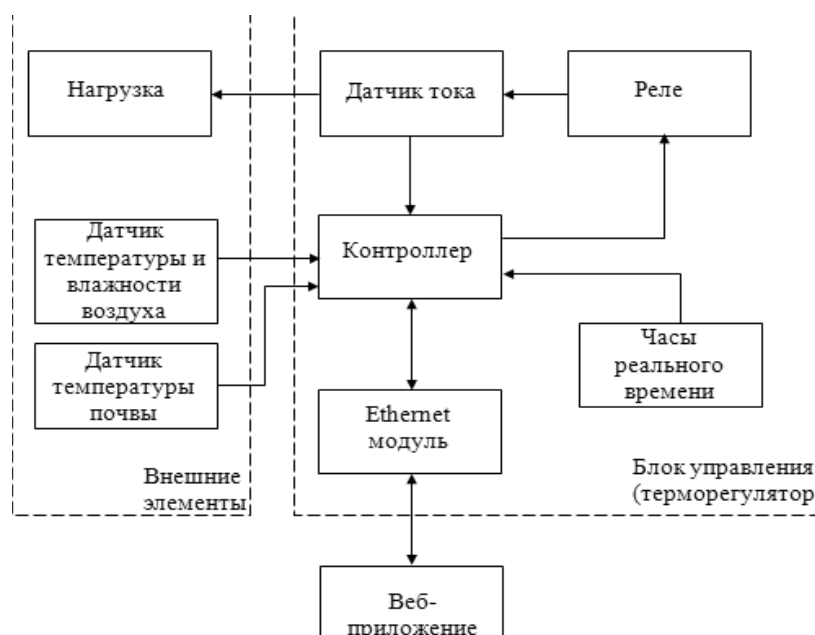 Нагрузка
Датчик тока
Реле
Датчик
температуры и
влажности
воздуха
Контроллер
Датчик
температуры
почвы
Часы
реального
времени
Ethernet
модуль
Внешние
элементы
Блок управления
(терморегулятор
Веб-
приложение